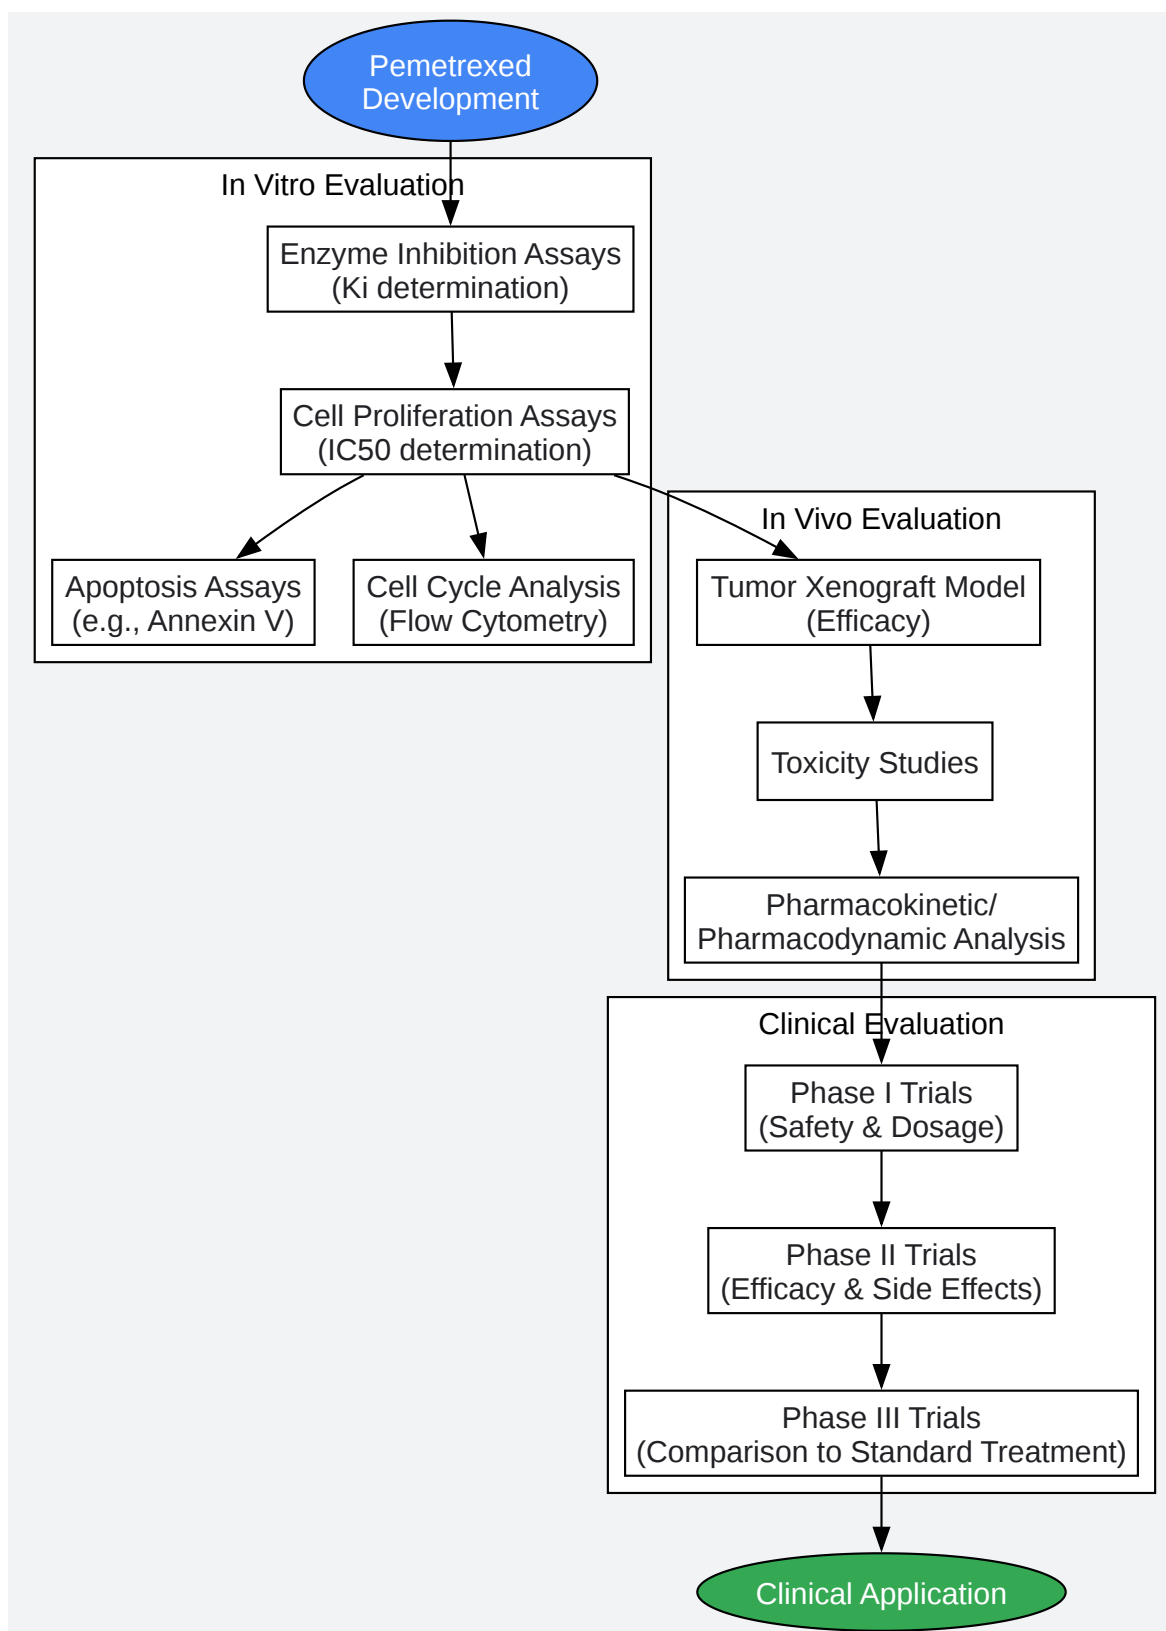 Pemetrexed
Development
In Vitro Evaluation
Enzyme Inhibition Assays
(Ki determination)
Cell Proliferation Assays
(IC50 determination)
Apoptosis Assays
(e.g., Annexin V)
Cell Cycle Analysis
(Flow Cytometry)
In Vivo Evaluation
Tumor Xenograft Model
(Efficacy)
Toxicity Studies
Pharmacokinetic/
Pharmacodynamic Analysis
Clinical Evaluation
Phase I Trials
(Safety & Dosage)
Phase II Trials
(Efficacy & Side Effects)
Phase III Trials
(Comparison to Standard Treatment)
Clinical Application